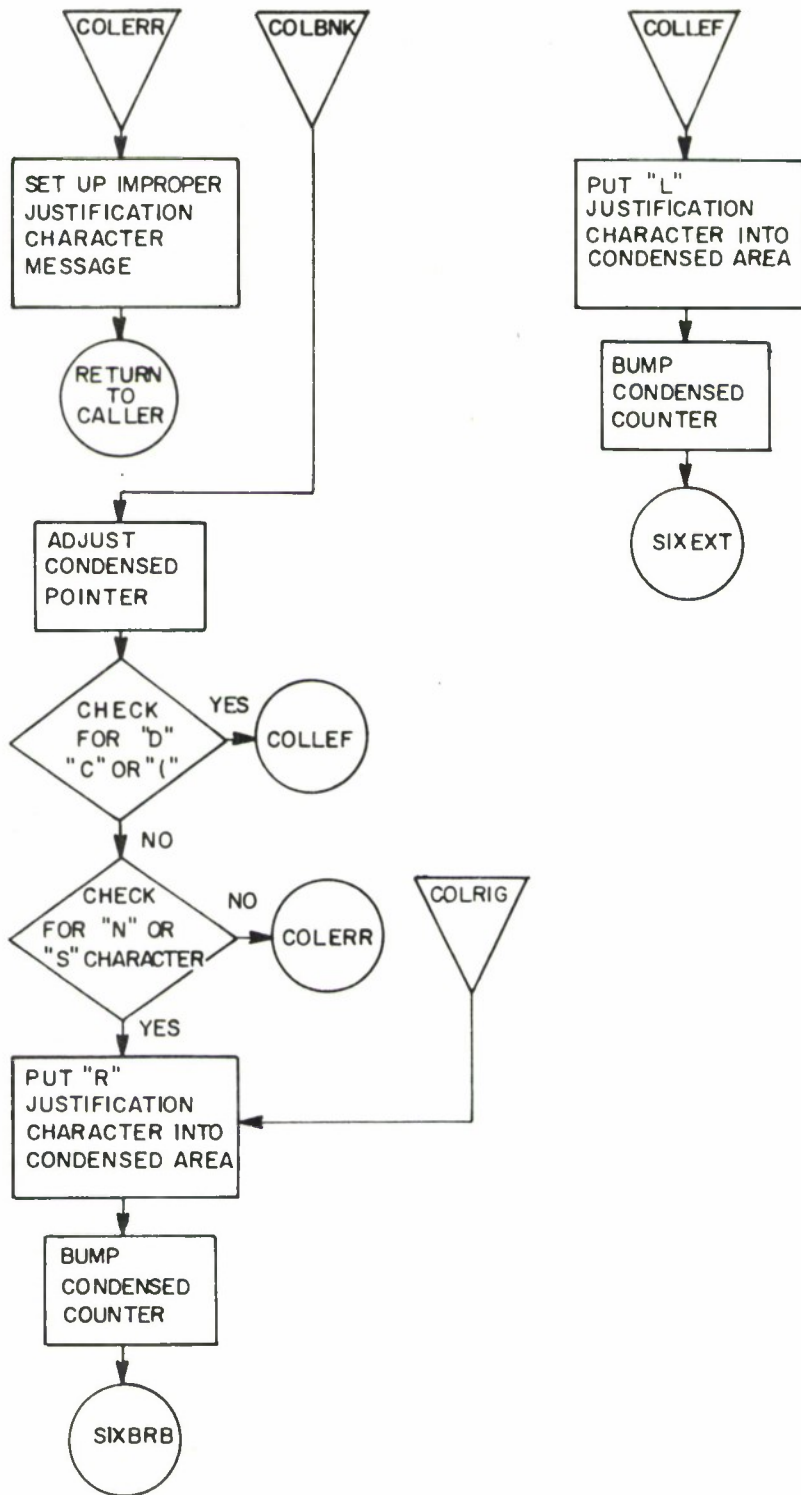 COLERR
COLBNK
COLLEF
SET UP IMPROPER
JUSTIFICATION
CHARACTER
MESSAGE
PUT "L"
JUSTIFICATION
CHARACTER INTO
CONDENSED AREA
RETURN
TO
CALLER
BUMP
CONDENSED
COUNTER
SIXEXT
ADJUST
CONDENSED
POINTER
CHECK
FOR "D"
"C" OR "("
YES
COLLEF
NO
CHECK
FOR "N" OR
"S" CHARACTER
NO
COLERR
COLRIG
YES
PUT "R"
JUSTIFICATION
CHARACTER INTO
CONDENSED AREA
BUMP
CONDENSED
COUNTER
SIXBRB